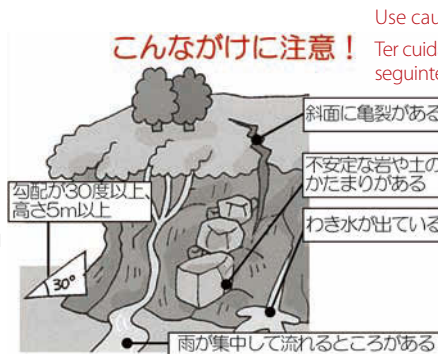 Use cau
こんながけに注意！
Ter cuid
seguinte
斜面に亀裂がある
不安定な岩や土の
かたまりがある
わき水が出ている
勾配が30度以上、
高さ5m以上
30°
雨が集中して流れるところがある